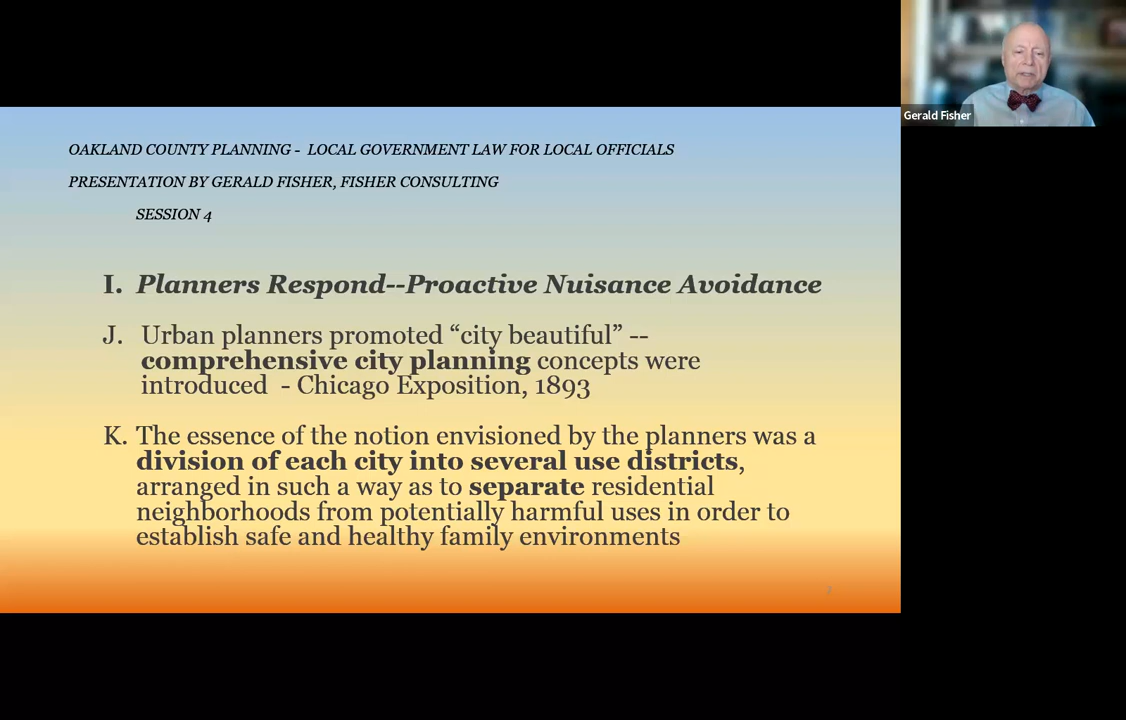 Gerald Fisher
OAKLAND COUNTY PLANNING - LOCAL GOVERNMENT LAW FOR LOCAL OFFICIALS
PRESENTATION BY GERALD FISHER, FISHER CONSULTING
SESSION 4
I. Planners Respond--Proactive Nuisance Avoidance
J. Urban planners promoted “city beautiful” --
comprehensive city planning concepts were
introduced - Chicago Exposition, 1893
K. The essence of the notion envisioned by the planners was a
division of each city into several use districts,
arranged in such a way as to separate residential
neighborhoods from potentially harmful uses in order to
establish safe and healthy family environments